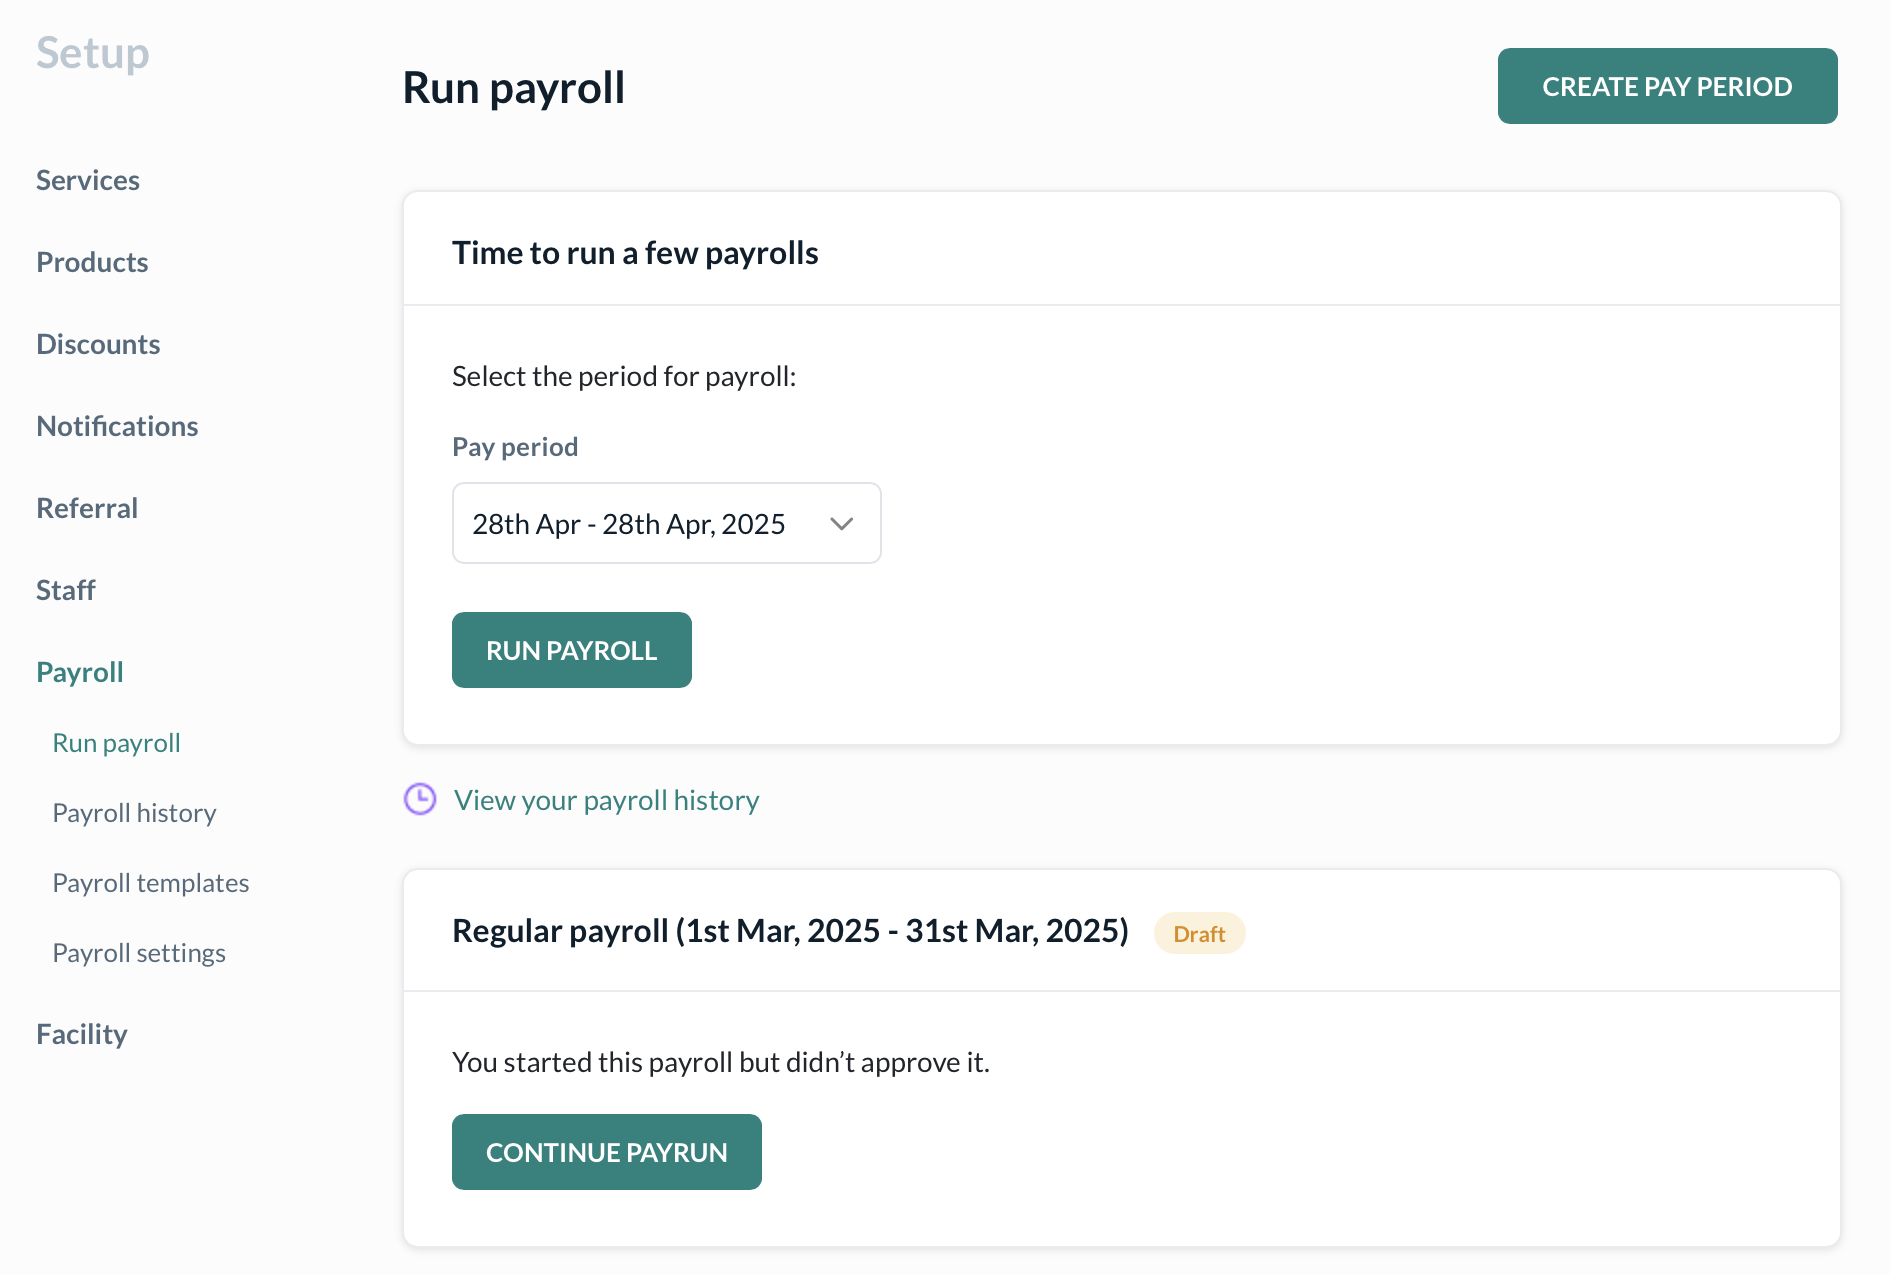 Setup
Services
Products
Discounts
Notifications
Referral
Staff
Payroll
Run payroll
Payroll history
Payroll templates
Payroll settings
Facility
Run payroll
CREATE PAY PERIOD
Time to run a few payrolls
Select the period for payroll:
Pay period
28th Apr - 28th Apr, 2025
RUN PAYROLL
View your payroll history
Regular payroll (1st Mar, 2025 - 31st Mar, 2025) Draft
You started this payroll but didn’t approve it.
CONTINUE PAYRUN